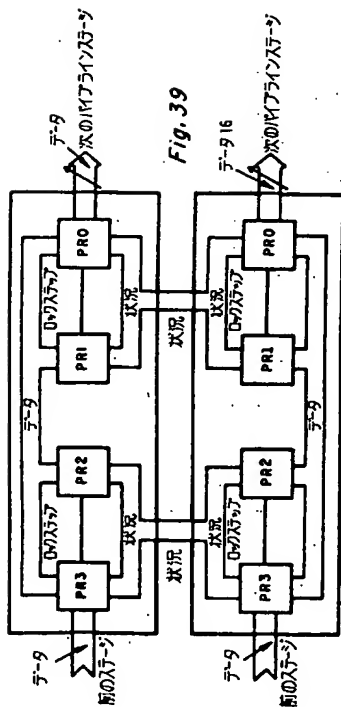 データ
前のステージ
PR3
ロックステップ
状況
PR2
データ
PR1
ロックステップ
状況
PR0
データ
次のパイプラインステージ
状況
状況
Fig. 39
データ
前のステージ
PR3
ロックステップ
状況
PR2
データ
PR1
ロックステップ
状況
PR0
データ16
次のパイプラインステージ